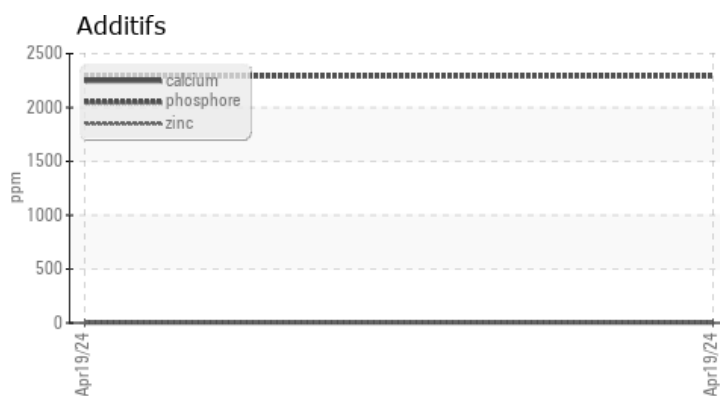 Additifs
2500
2000
1500
1000
500
0
ppm
calcium
phosphore
zinc
Apr19/24
Apr19/24